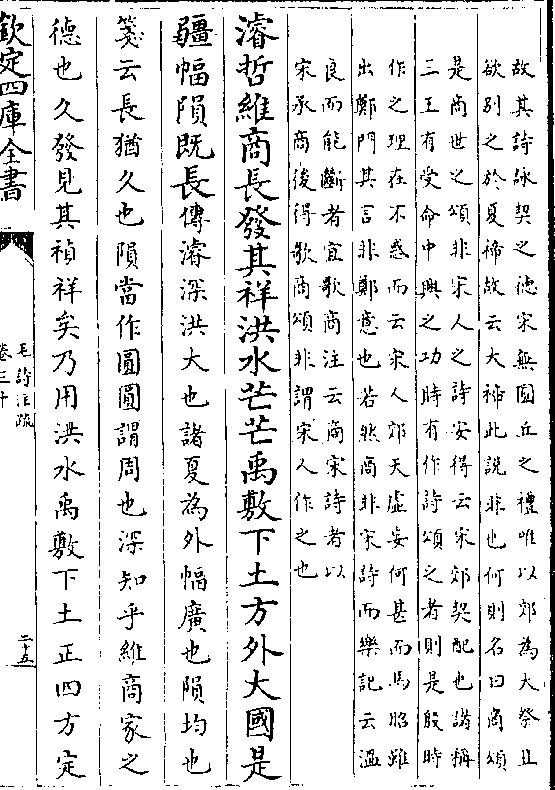 故其詩詠契之德宋無圜丘之禮唯以郊為大祭且
欲別之於夏禘故云大禘此說非也何則名曰商頌
是商世之頌非宋人之詩安得云宋郊契配也諸稱
三王有受命中興之功時有作詩頌之者則是殷時
作之理在不惑而云宋人郊天虛妄何甚而馬昭雖
出鄭門其言非鄭意也若然商非宋詩而樂記云溫
良而能斷者宜歌商注云商宋詩者以
宋承商後得歌商頌非謂宋人作之也
濬哲維商長發其祥洪水芒芒禹敷下土方外大國是
疆幅隕既長傳濬深洪大也諸夏為外幅廣也隕均也
箋云長猶久也隕當作圓圓謂周也深知乎維商家之
德也久發見其禎祥矣乃用洪水禹敷下土正四方定
欽定四庫全書
毛詩注疏
卷三十
二十五